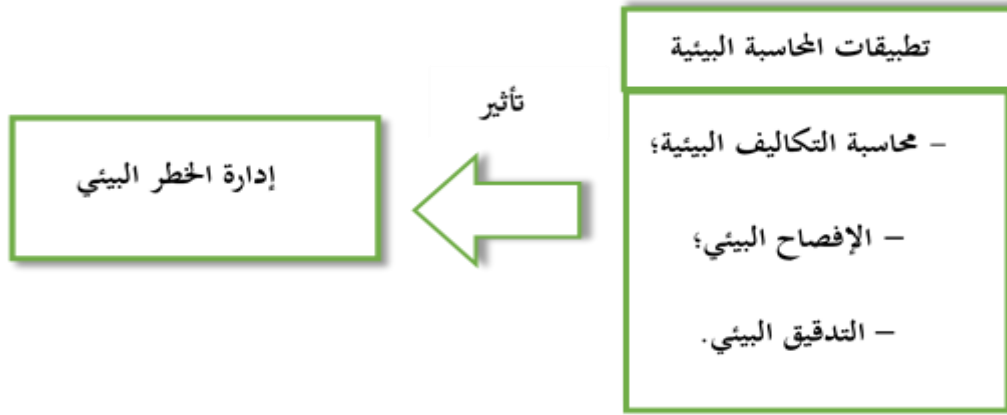 تطبيقات المحاسبة البيئية
– محاسبة التكاليف البيئية؛
– الإفصاح البيئي؛
– التدقيق البيئي.
تأثير
إدارة الخطر البيئي